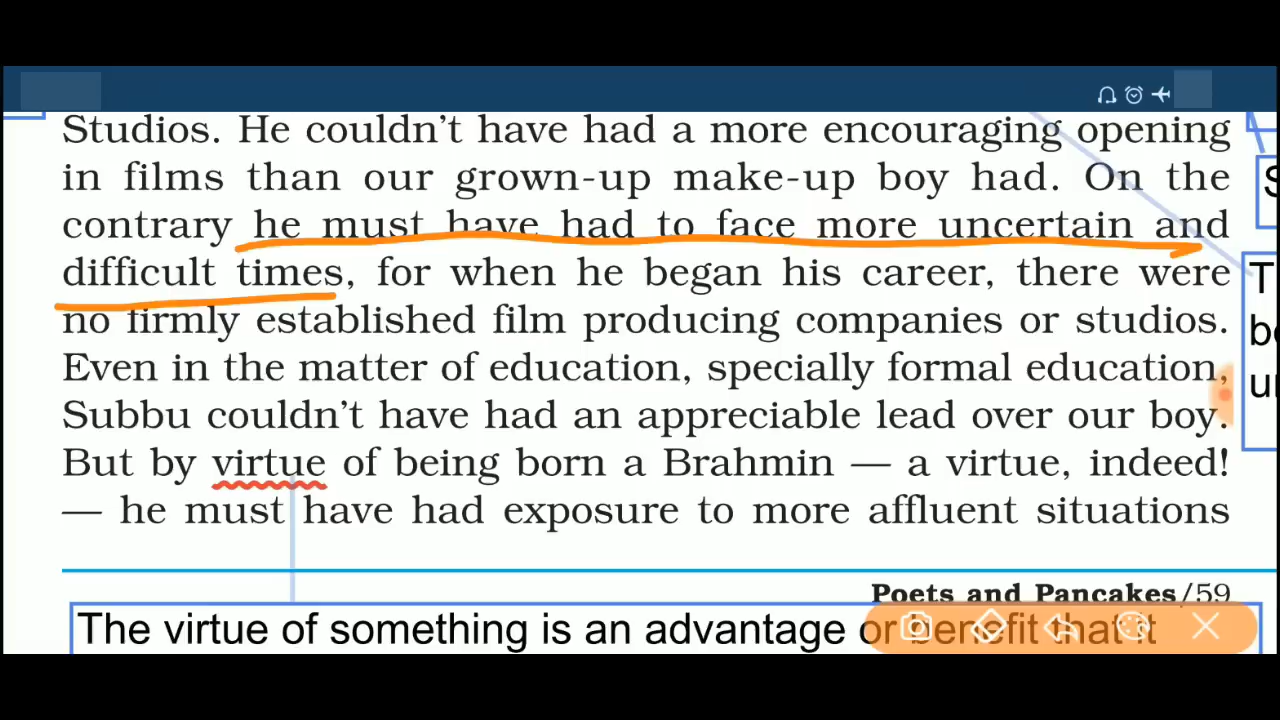 Studios. He couldn't have had a more encouraging opening
in films than our grown-up make-up boy had. On the
contrary he must have had to face more uncertain and
difficult times, for when he began his career, there were
no firmly established film producing companies or studios.
Even in the matter of education, specially formal education,
Subbu couldn't have had an appreciable lead over our boy.
But by virtue of being born a Brahmin — a virtue, indeed!
— he must have had exposure to more affluent situations
Poets and Pancakes/59
The virtue of something is an advantage or benefit that it